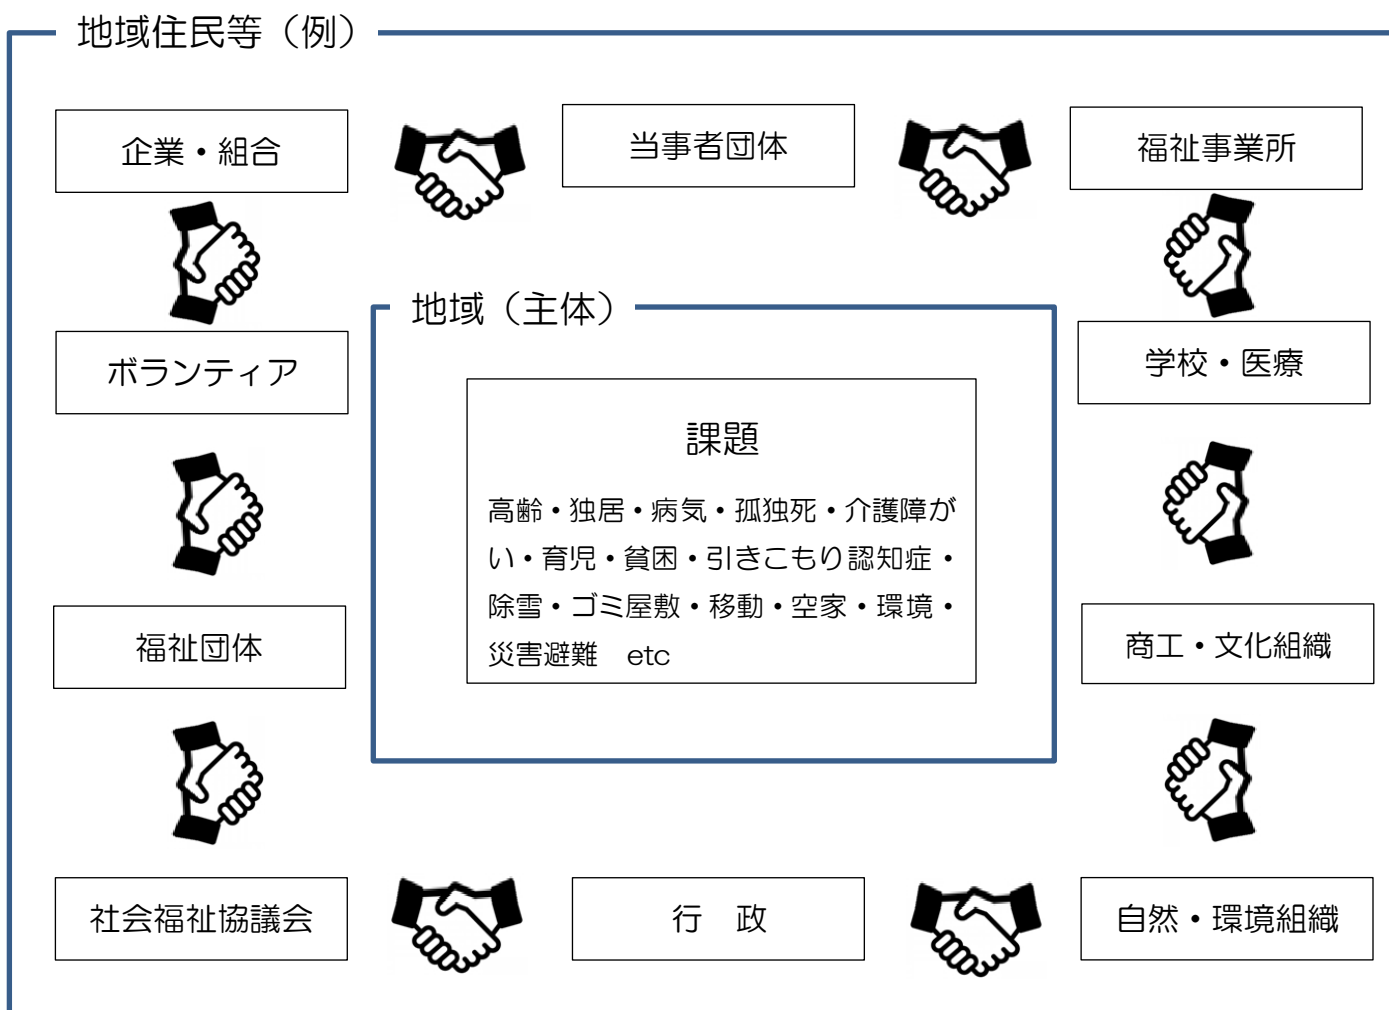 地域住民等（例）
企業・組合
当事者団体
福祉事業所
地域（主体）
ボランティア
学校・医療
課題
高齢・独居・病気・孤独死・介護障が
い・育児・貧困・引きこもり認知症・
除雪・ゴミ屋敷・移動・空家・環境・
災害避難　etc
福祉団体
商工・文化組織
社会福祉協議会
行　政
自然・環境組織